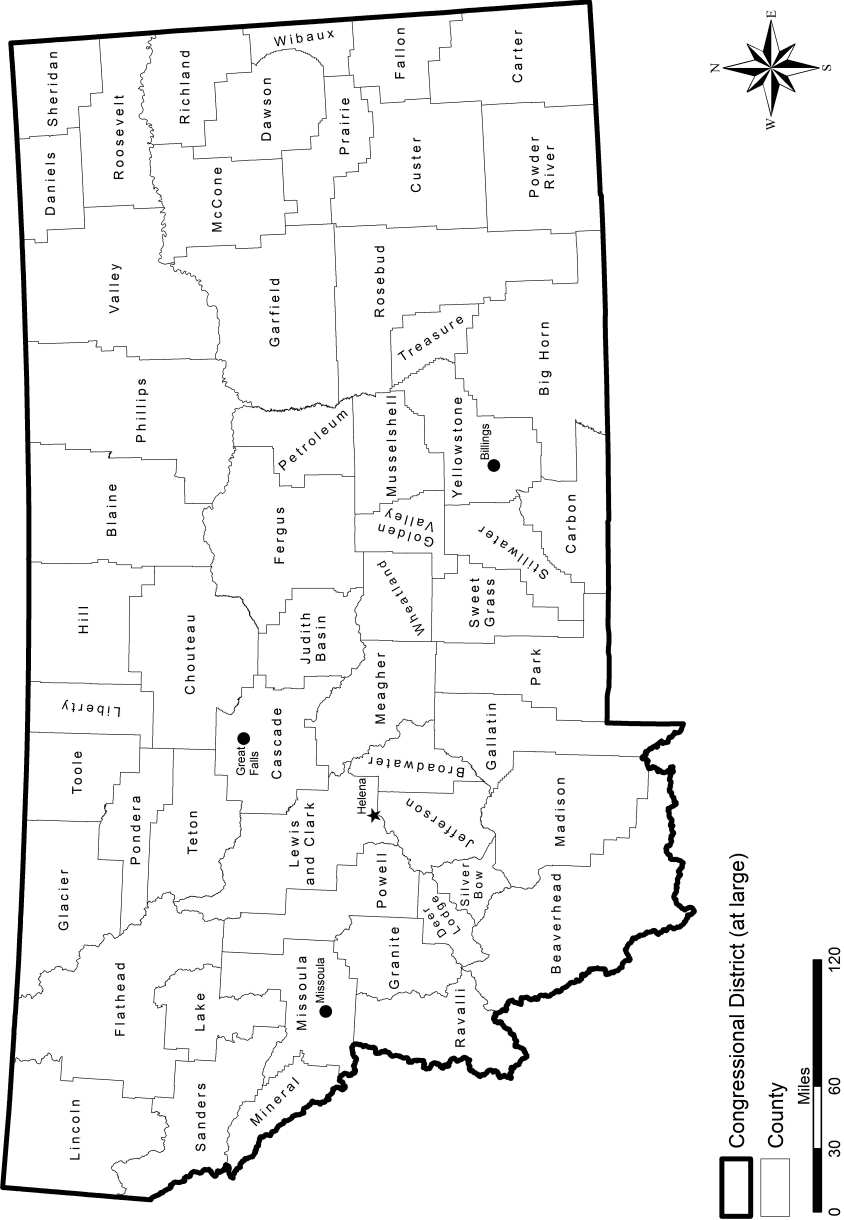 Lincoln
Flathead
Glacier
Toole
Liberty
Hill
Blaine
Phillips
Valley
Daniels
Sheridan
Roosevelt
Sanders
Lake
Pondera
Teton
Chouteau
Richland
McCone
Dawson
Wibaux
Garfield
Mineral
Missoula
Missoula
Lewis
and Clark
Great
Falls
Cascade
Judith
Basin
Fergus
Petroleum
Prairie
Fallon
Powell
Helena
Granite
Meagher
Wheatland
Golden
Valley
Musselshell
Rosebud
Treasure
Custer
Ravalli
Deer
Lodge
Silver
Bow
Jefferson
Broadwater
Gallatin
Park
Sweet
Grass
Stillwater
Yellowstone
Billings
Big Horn
Powder
River
Carter
Beaverhead
Madison
Carbon
N
W
E
S
Congressional District (at large)
County
Miles
0
30
60
120